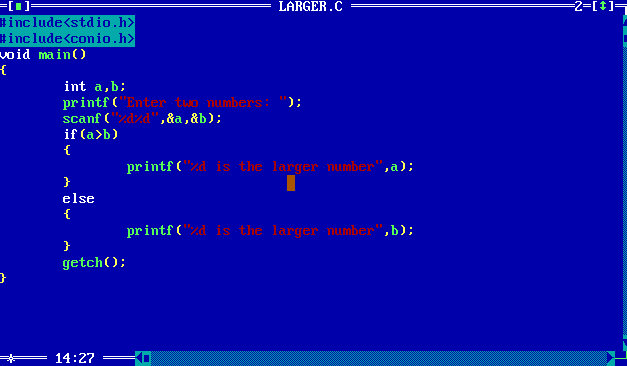 [■] LARGER.C 2=[↕]
#include<stdio.h>
#include<conio.h>
void main()
{
int a,b;
printf("Enter two numbers: ");
scanf("%d%d",&a,&b);
if(a>b)
{
printf("%d is the larger number",a);
}
else
{
printf("%d is the larger number",b);
}
getch();
}
14:27